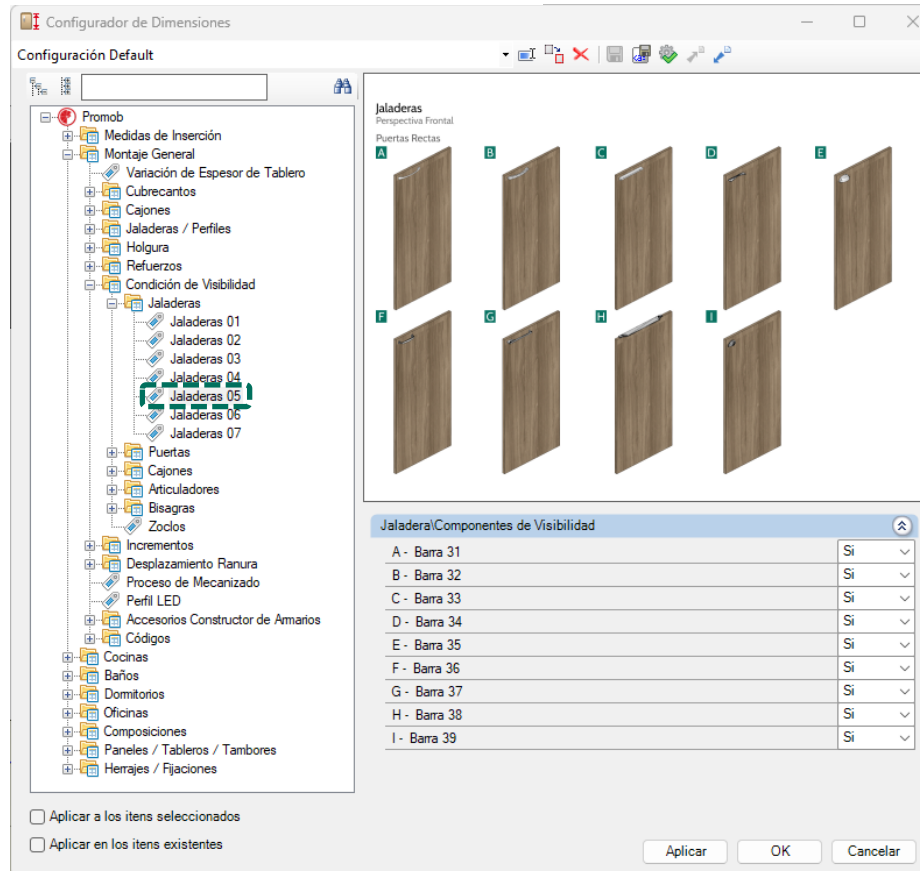 Configurador de Dimensiones
Configuración Default
Promob
Medidas de Inserción
Montaje General
Variación de Espesor de Tablero
Cubrecantos
Cajones
Jaladeras / Perfiles
Holgura
Refuerzos
Condición de Visibilidad
Jaladeras
Jaladeras 01
Jaladeras 02
Jaladeras 03
Jaladeras 04
Jaladeras 05
Jaladeras 06
Jaladeras 07
Puertas
Cajones
Articuladores
Bisagras
Zoclos
Incrementos
Desplazamiento Ranura
Proceso de Mecanizado
Perfil LED
Accesorios Constructor de Armarios
Códigos
Cocinas
Baños
Dormitorios
Oficinas
Composiciones
Paneles / Tableros / Tambores
Herrajes / Fijaciones
Jaladeras
Perspectiva Frontal
Puertas Rectas
A B C D E
F G H I
Jaladera\Componentes de Visibilidad
A - Barra 31 Si
B - Barra 32 Si
C - Barra 33 Si
D - Barra 34 Si
E - Barra 35 Si
F - Barra 36 Si
G - Barra 37 Si
H - Barra 38 Si
I - Barra 39 Si
Aplicar a los itens seleccionados
Aplicar en los itens existentes
Aplicar OK Cancelar